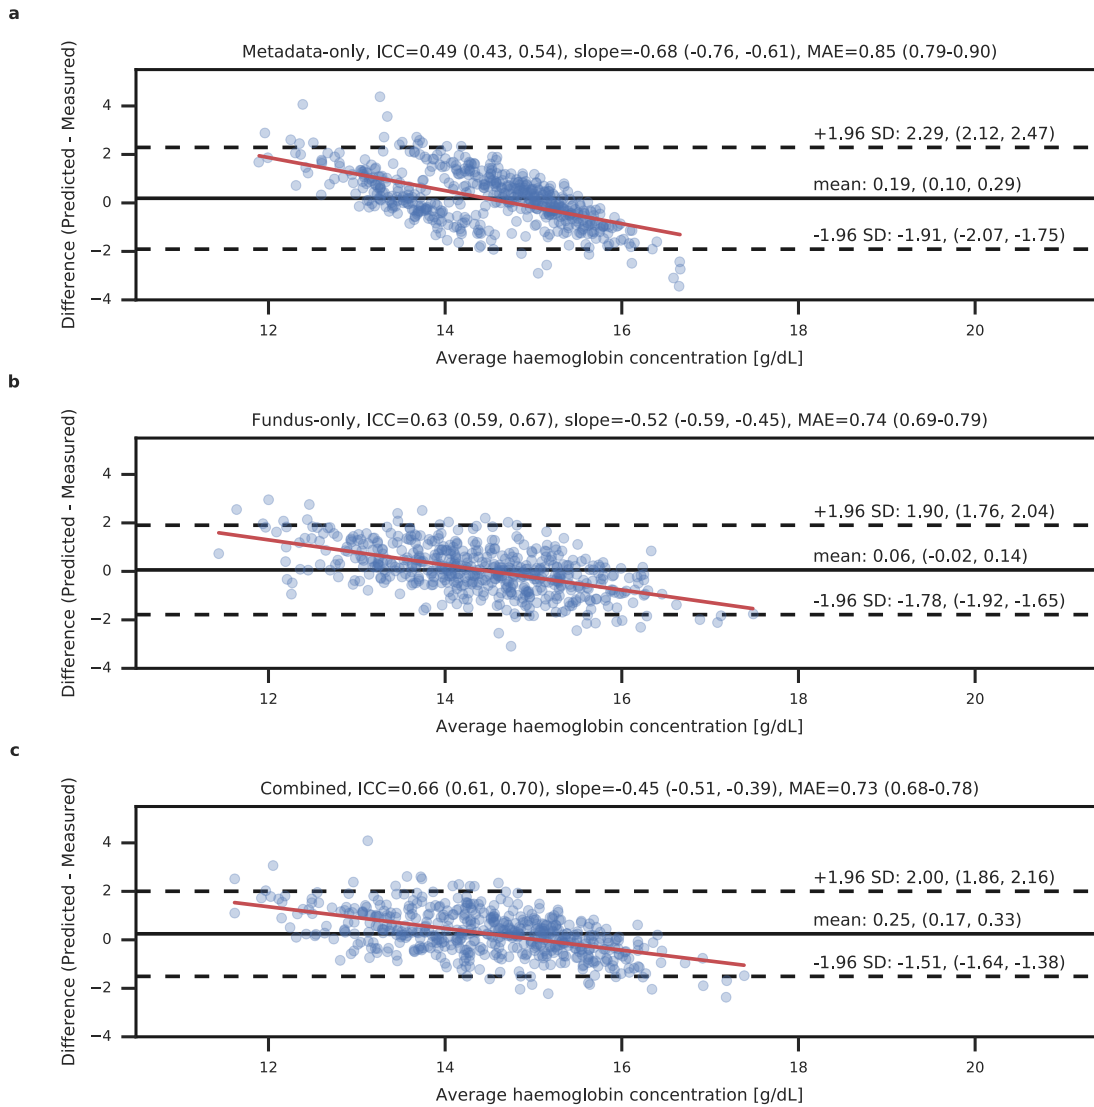 a
Metadata-only, ICC=0.49 (0.43, 0.54), slope=-0.68 (-0.76, -0.61), MAE=0.85 (0.79-0.90)
Difference (Predicted - Measured)
4
2
0
−2
−4
+1.96 SD: 2.29, (2.12, 2.47)
mean: 0.19, (0.10, 0.29)
-1.96 SD: -1.91, (-2.07, -1.75)
12 14 16 18 20
Average haemoglobin concentration [g/dL]
b
Fundus-only, ICC=0.63 (0.59, 0.67), slope=-0.52 (-0.59, -0.45), MAE=0.74 (0.69-0.79)
Difference (Predicted - Measured)
4
2
0
−2
−4
+1.96 SD: 1.90, (1.76, 2.04)
mean: 0.06, (-0.02, 0.14)
-1.96 SD: -1.78, (-1.92, -1.65)
12 14 16 18 20
Average haemoglobin concentration [g/dL]
c
Combined, ICC=0.66 (0.61, 0.70), slope=-0.45 (-0.51, -0.39), MAE=0.73 (0.68-0.78)
Difference (Predicted - Measured)
4
2
0
−2
−4
+1.96 SD: 2.00, (1.86, 2.16)
mean: 0.25, (0.17, 0.33)
-1.96 SD: -1.51, (-1.64, -1.38)
12 14 16 18 20
Average haemoglobin concentration [g/dL]